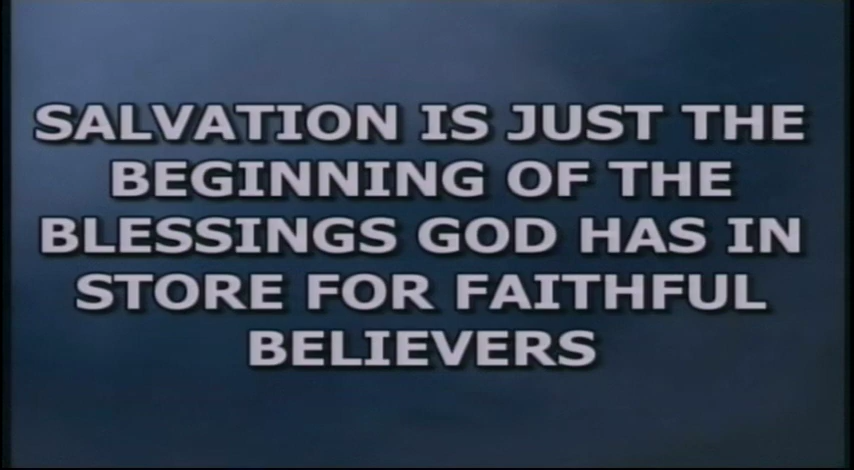 SALVATION IS JUST THE
BEGINNING OF THE
BLESSINGS GOD HAS IN
STORE FOR FAITHFUL
BELIEVERS